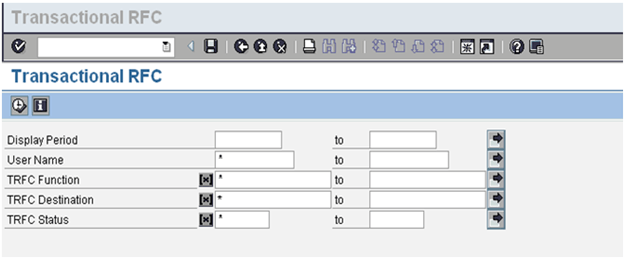 Transactional RFC
Transactional RFC
Display Period to
User Name * to
TRFC Function * to
TRFC Destination * to
TRFC Status * to